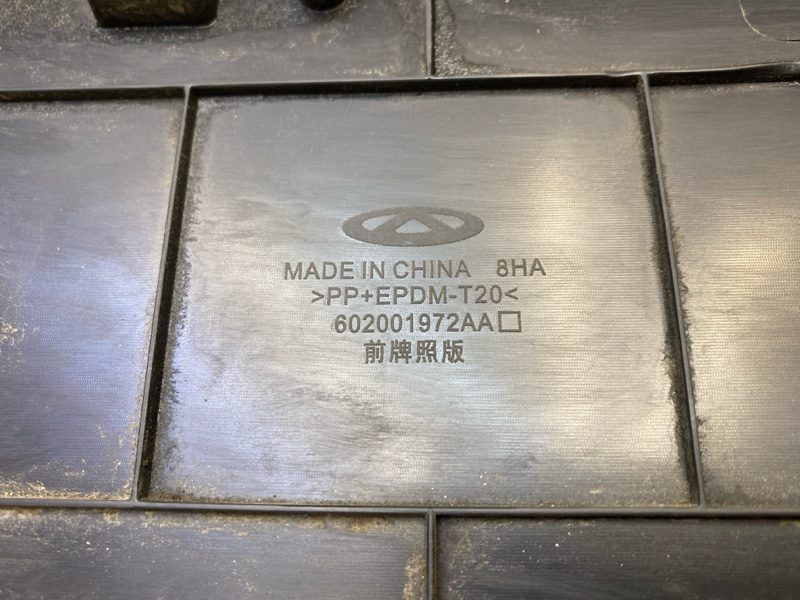 MADE IN CHINA 8HA
>PP+EPDM-T20<
602001972AA□
前牌照版